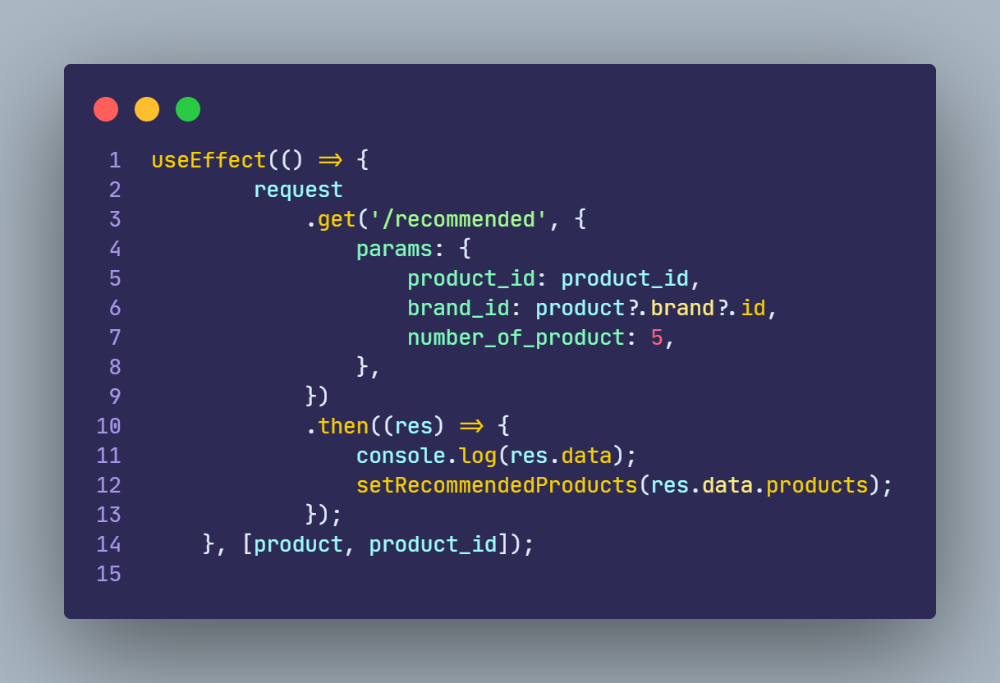 1 useEffect(() => {
2 request
3 .get('/recommended', {
4 params: {
5 product_id: product_id,
6 brand_id: product?.brand?.id,
7 number_of_product: 5,
8 },
9 })
10 .then((res) => {
11 console.log(res.data);
12 setRecommendedProducts(res.data.products);
13 });
14 }, [product, product_id]);
15